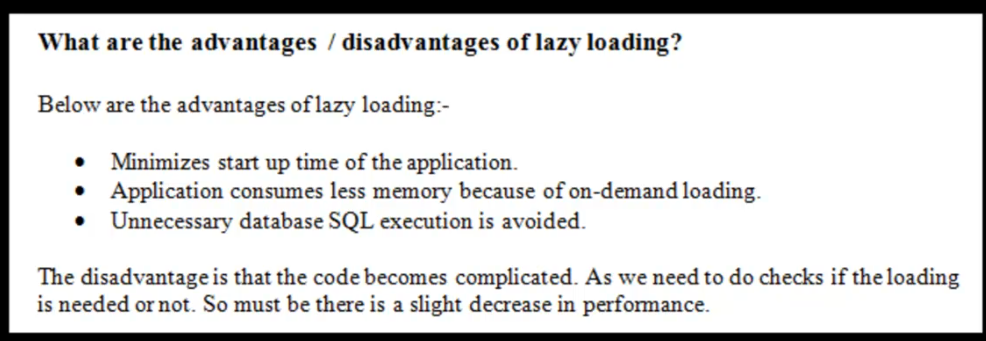 What are the advantages / disadvantages of lazy loading?
Below are the advantages of lazy loading:-
• Minimizes start up time of the application.
• Application consumes less memory because of on-demand loading.
• Unnecessary database SQL execution is avoided.
The disadvantage is that the code becomes complicated. As we need to do checks if the loading
is needed or not. So must be there is a slight decrease in performance.